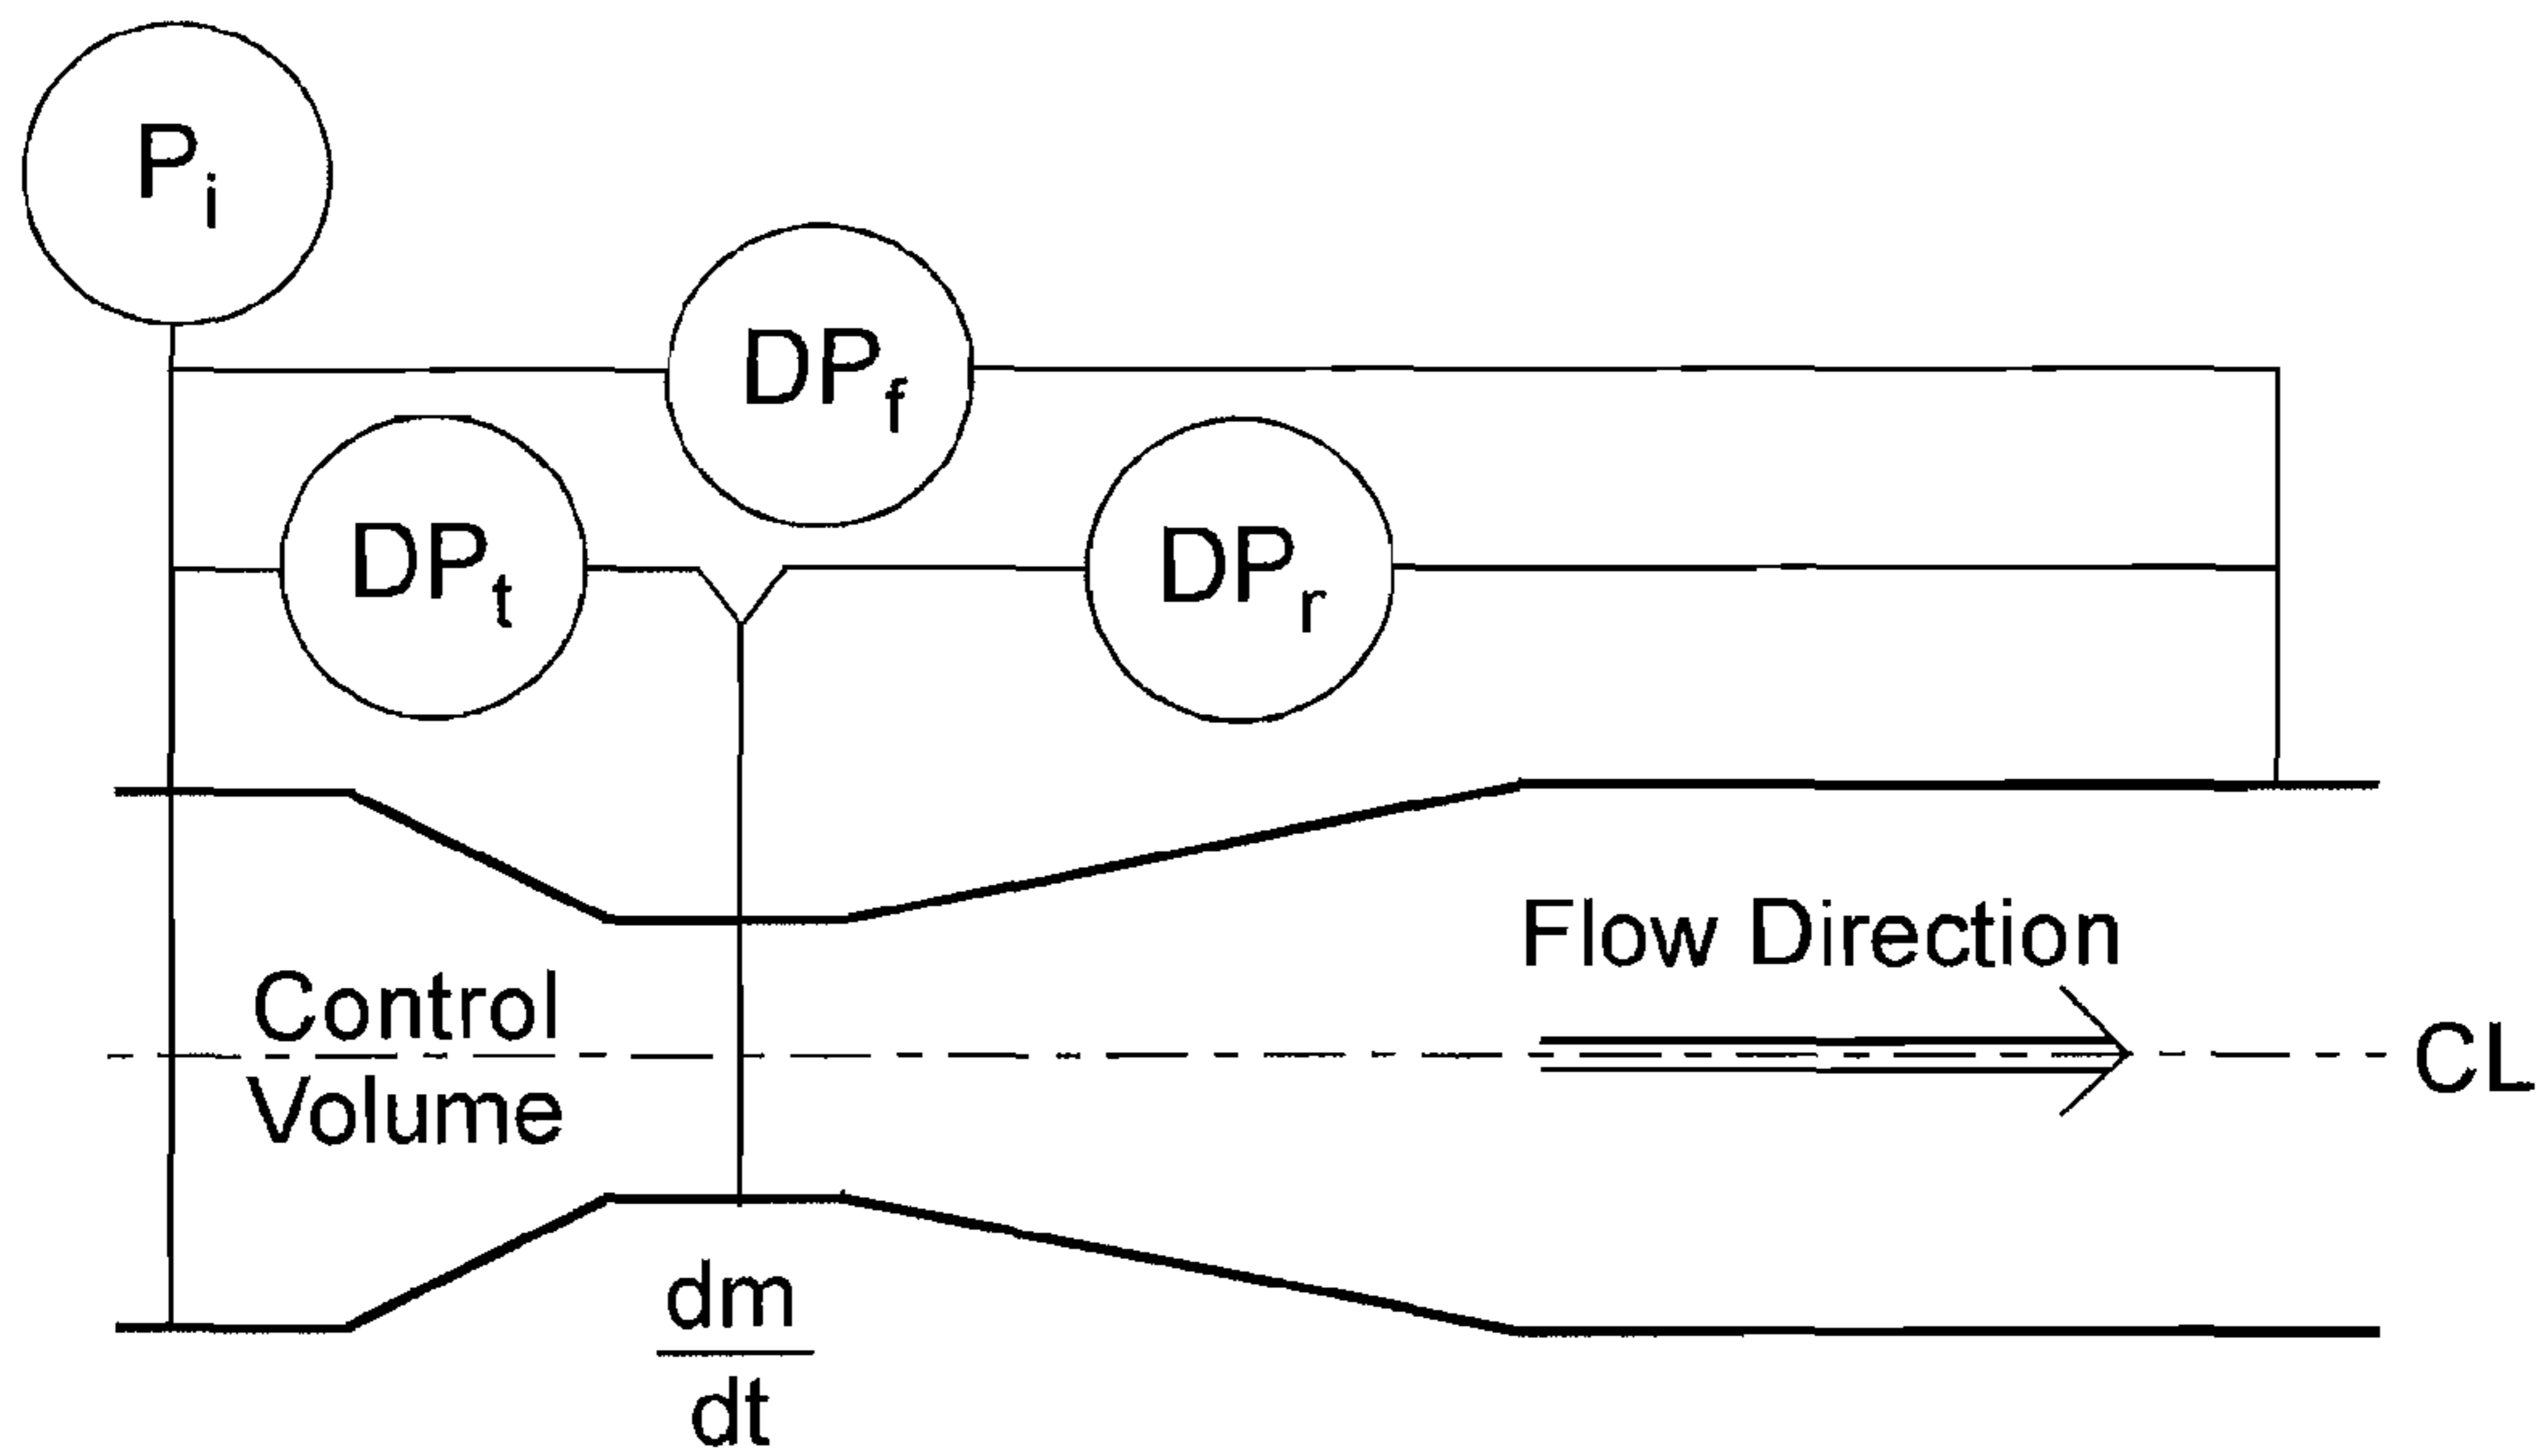 Pi
DPf
DPt
DPr
Flow Direction
Control
Volume
CL
dm
dt